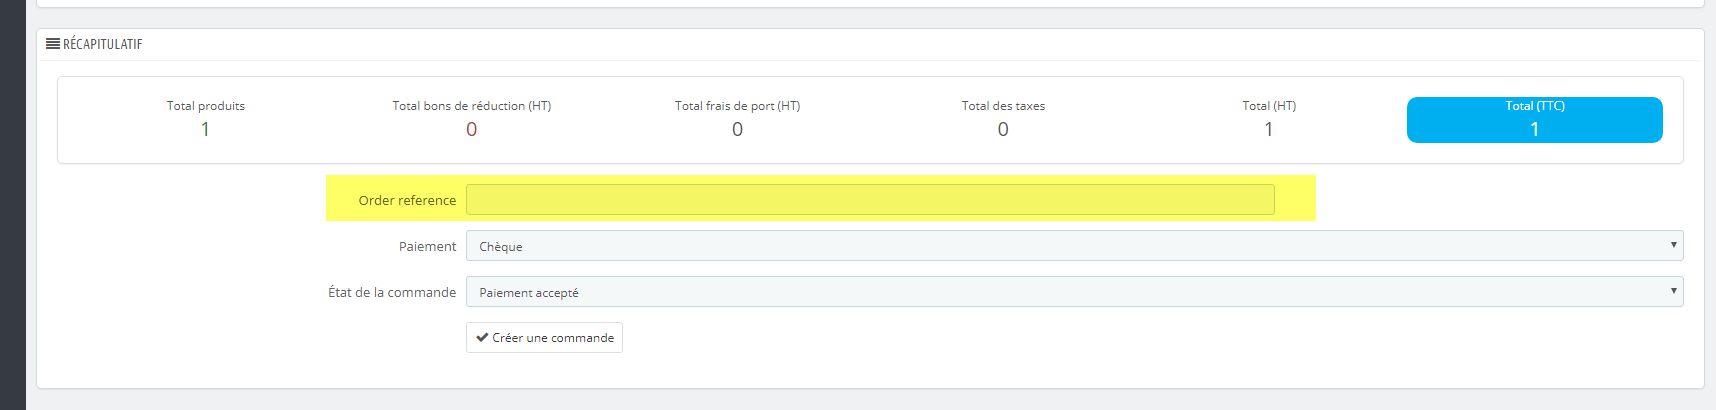 RÉCAPITULATIF
Total produits
1
Total bons de réduction (HT)
0
Total frais de port (HT)
0
Total des taxes
0
Total (HT)
1
Total (TTC)
1
Order reference
Paiement
Chèque
État de la commande
Paiement accepté
Créer une commande